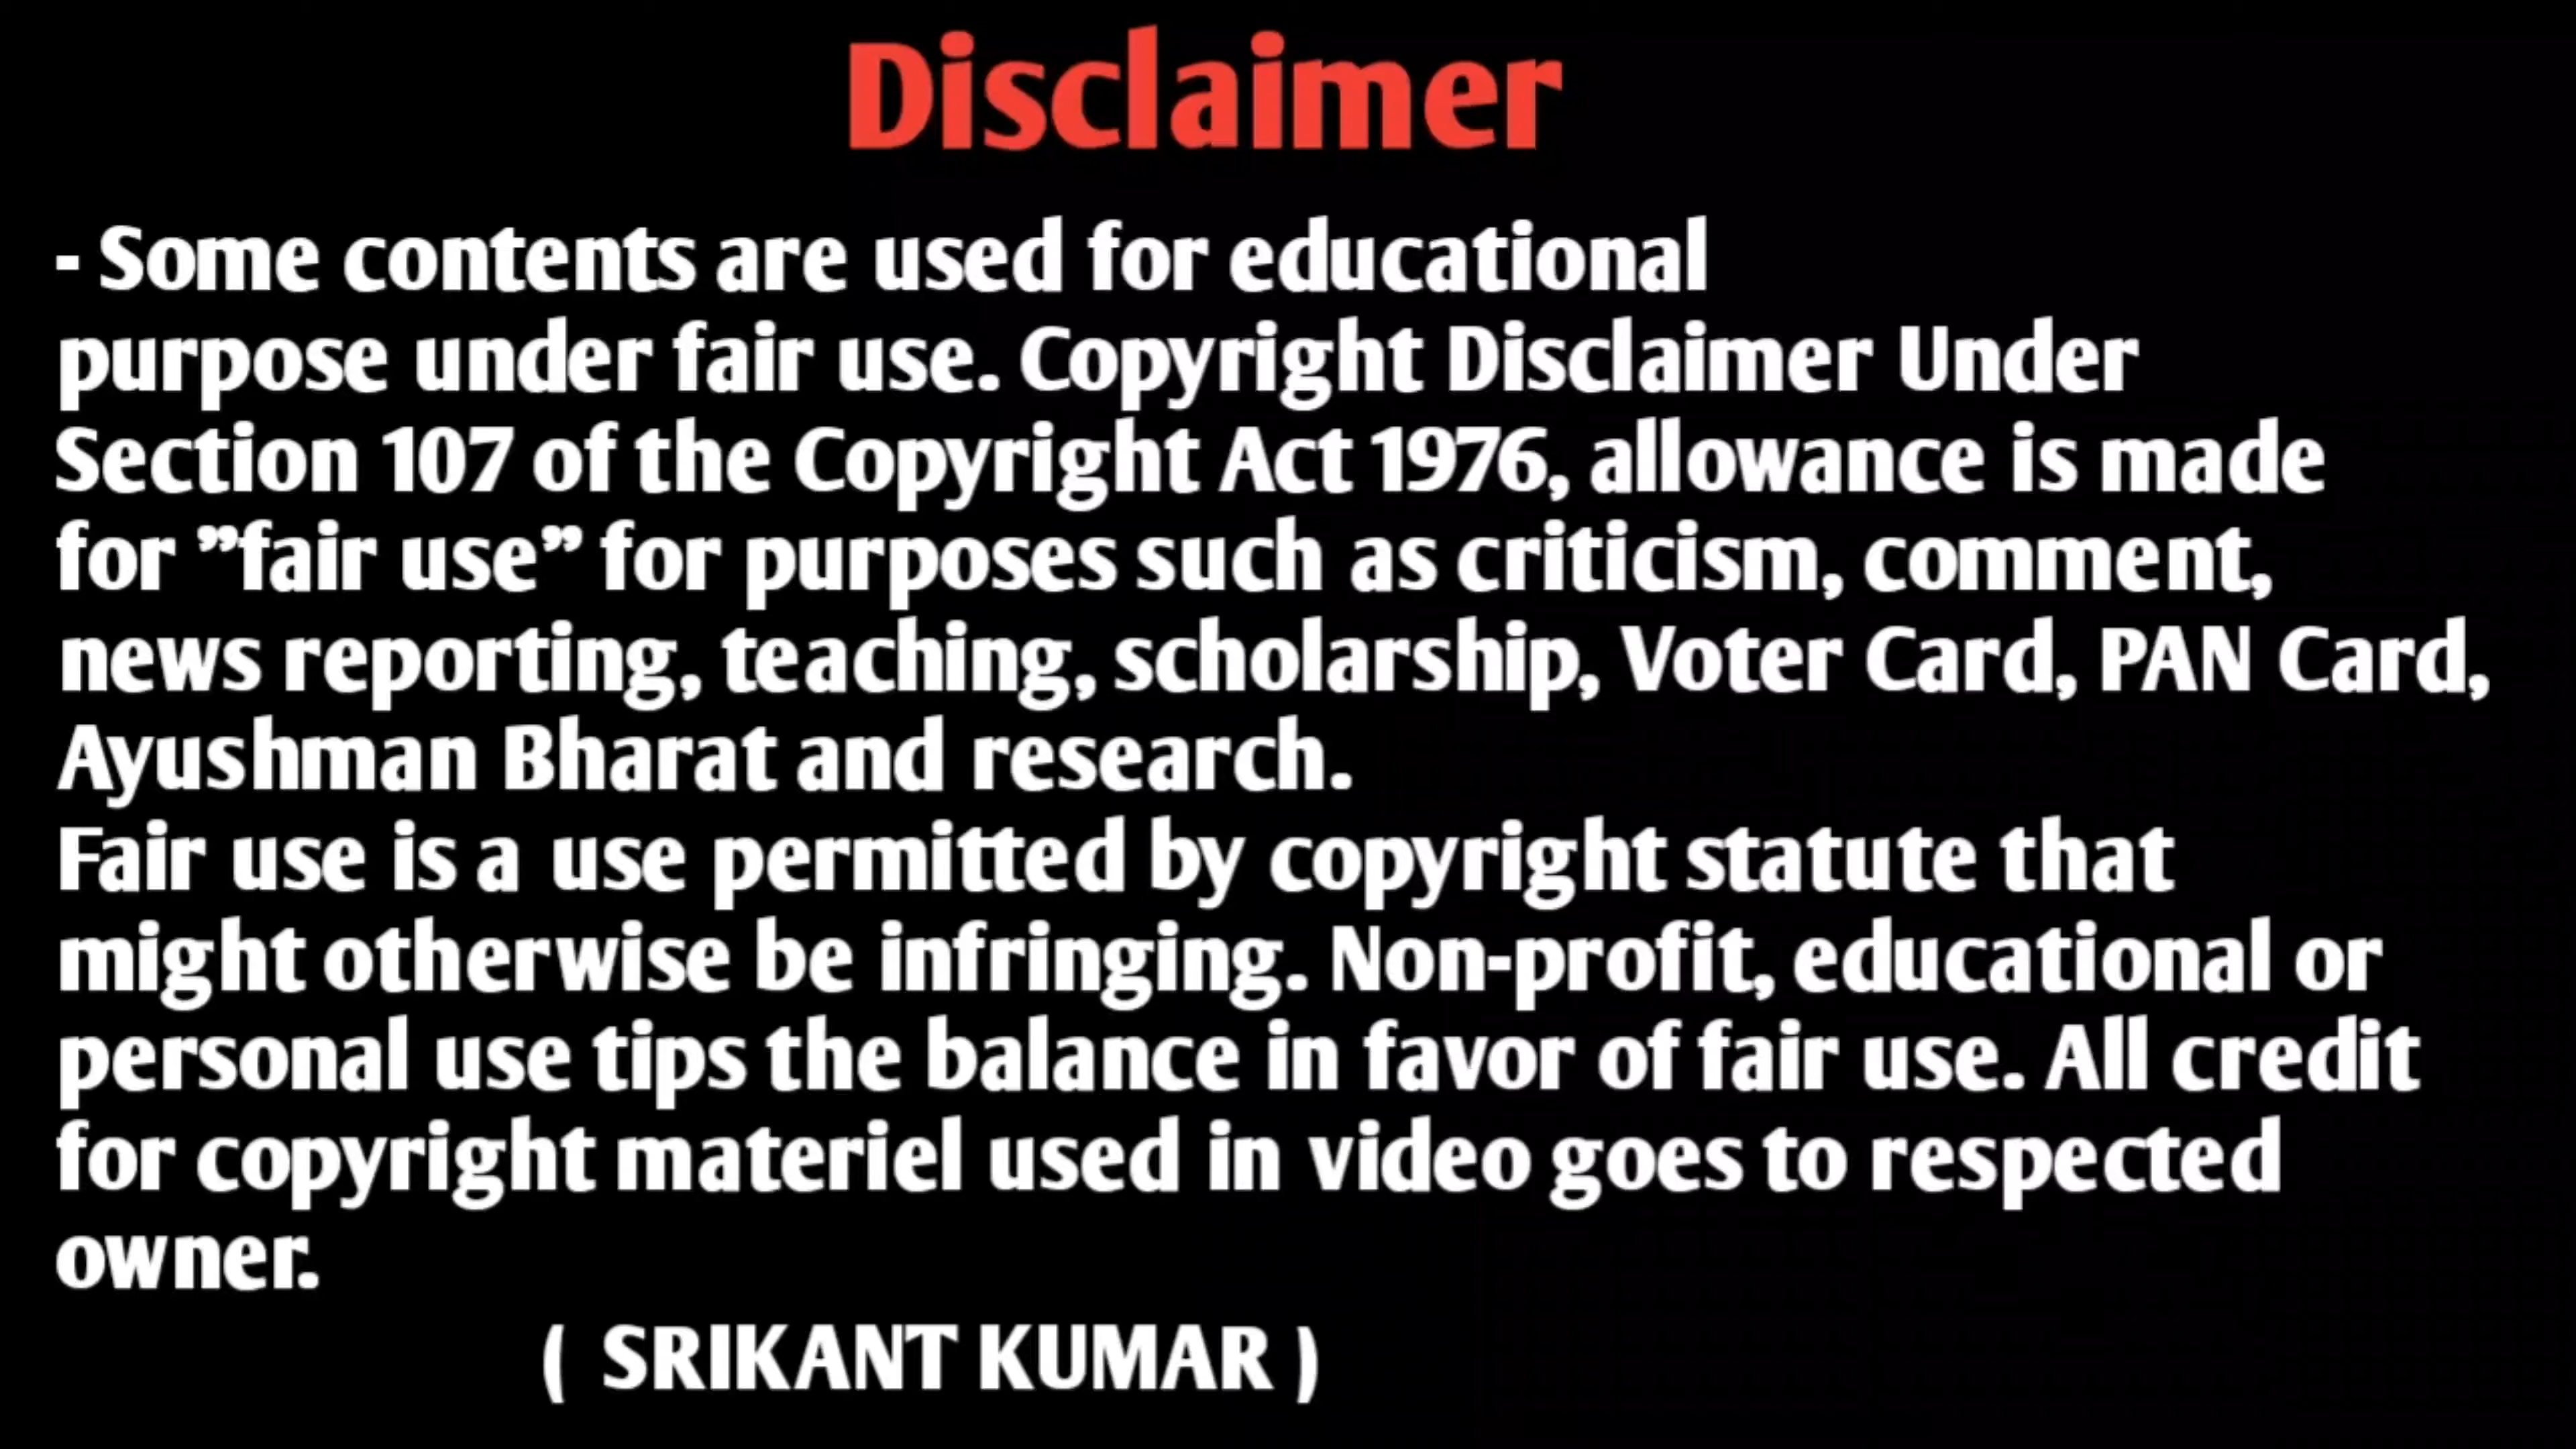 Disclaimer
- Some contents are used for educational
purpose under fair use. Copyright Disclaimer Under
Section 107 of the Copyright Act 1976, allowance is made
for ”fair use” for purposes such as criticism, comment,
news reporting, teaching, scholarship, Voter Card, PAN Card,
Ayushman Bharat and research.
Fair use is a use permitted by copyright statute that
might otherwise be infringing. Non-profit, educational or
personal use tips the balance in favor of fair use. All credit
for copyright materiel used in video goes to respected
owner.
( SRIKANT KUMAR )